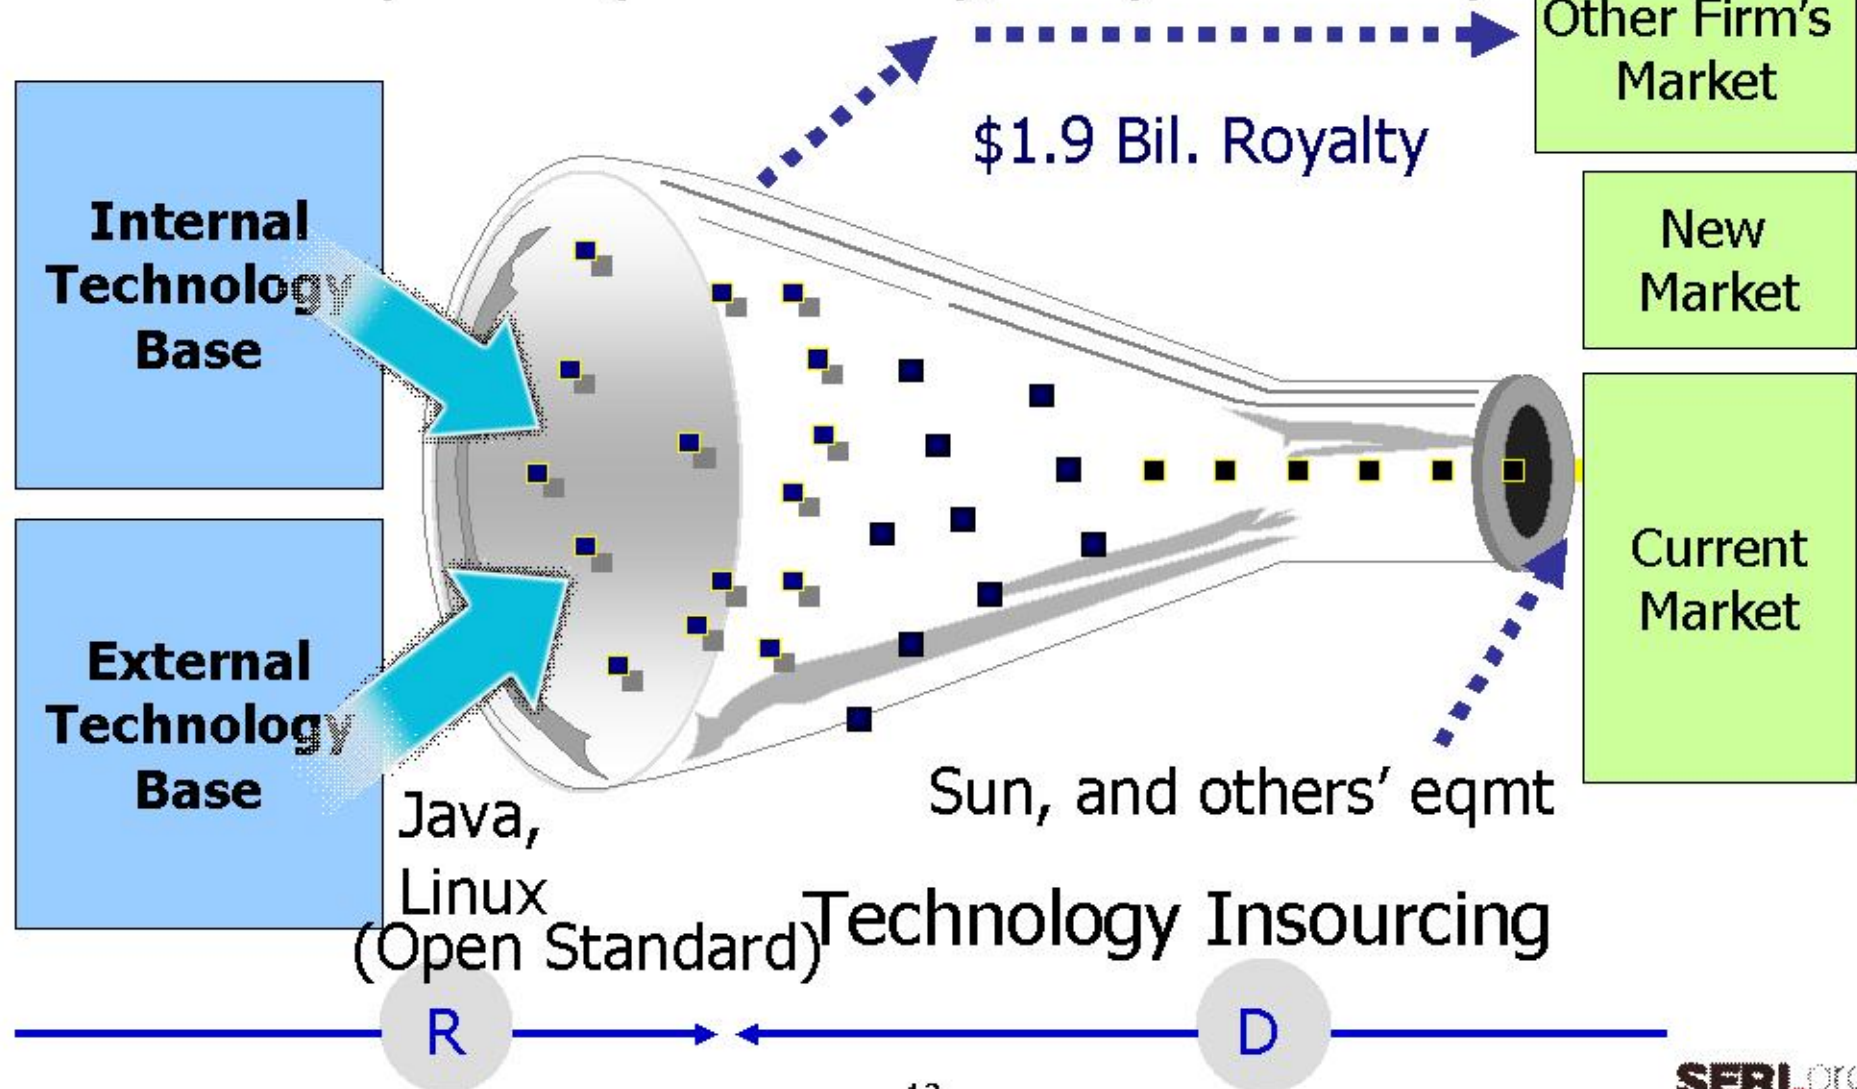 Other Firm's
Market
$1.9 Bil. Royalty
Internal
Technology
Base
New
Market
Current
Market
External
Technology
Base
Java,
Linux
(Open Standard)
Sun, and others' eqmt
Technology Insourcing
R
D